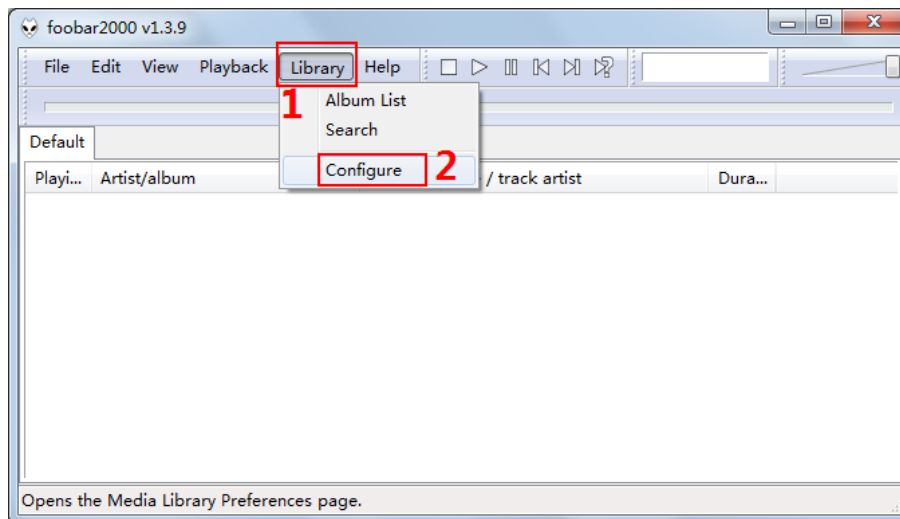 foobar2000 v1.3.9
File Edit View Playback Library Help
1
Album List
Search
Configure 2
Default
Playi... Artist/album / track artist Dura...
Opens the Media Library Preferences page.